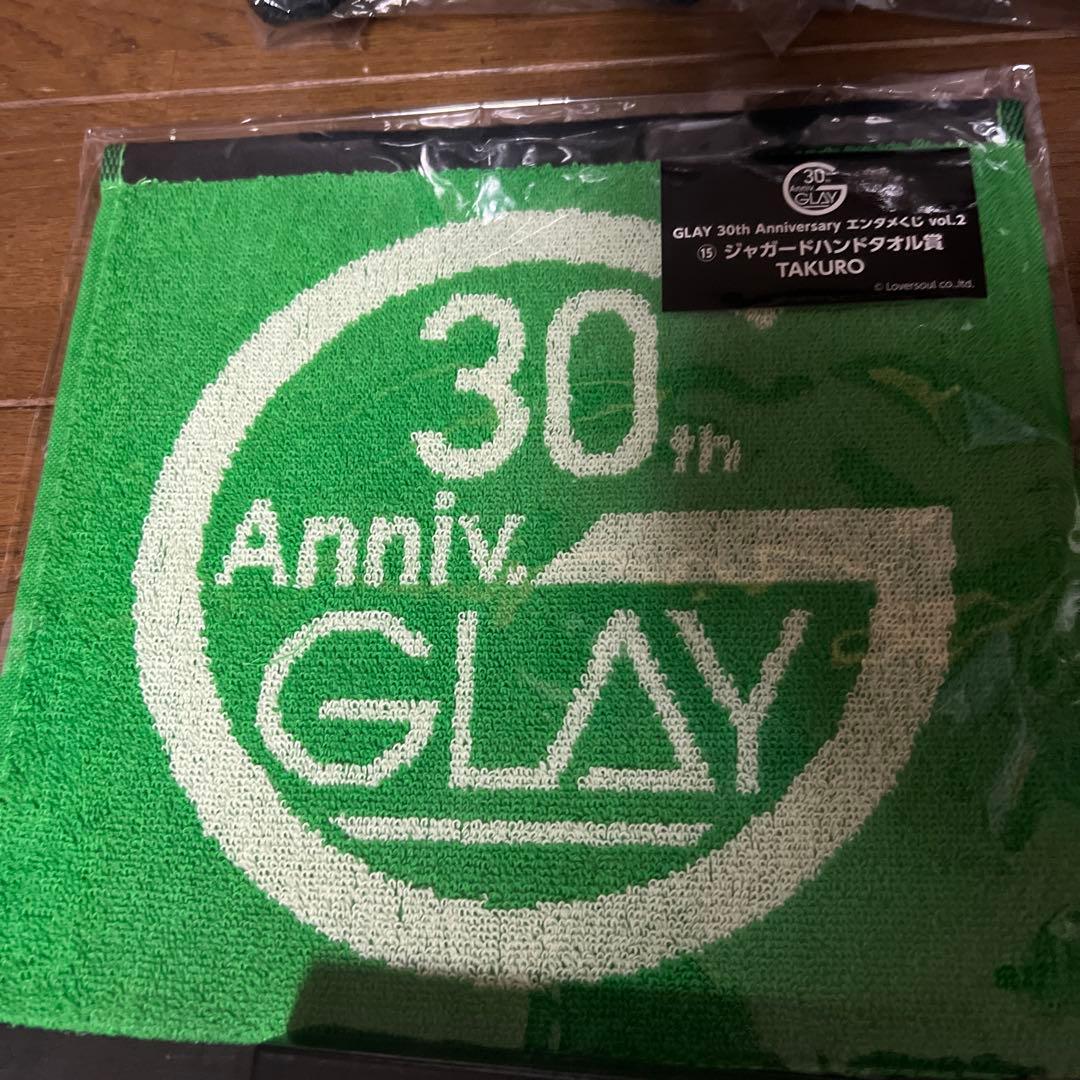 30th
Anniv.
GLAY
GLAY 30th Anniversary エンタメくじ vol.2
⑮ ジャガードハンドタオル賞
TAKURO
© Loversoul co.,ltd.
30th
Anniv.
GLAY